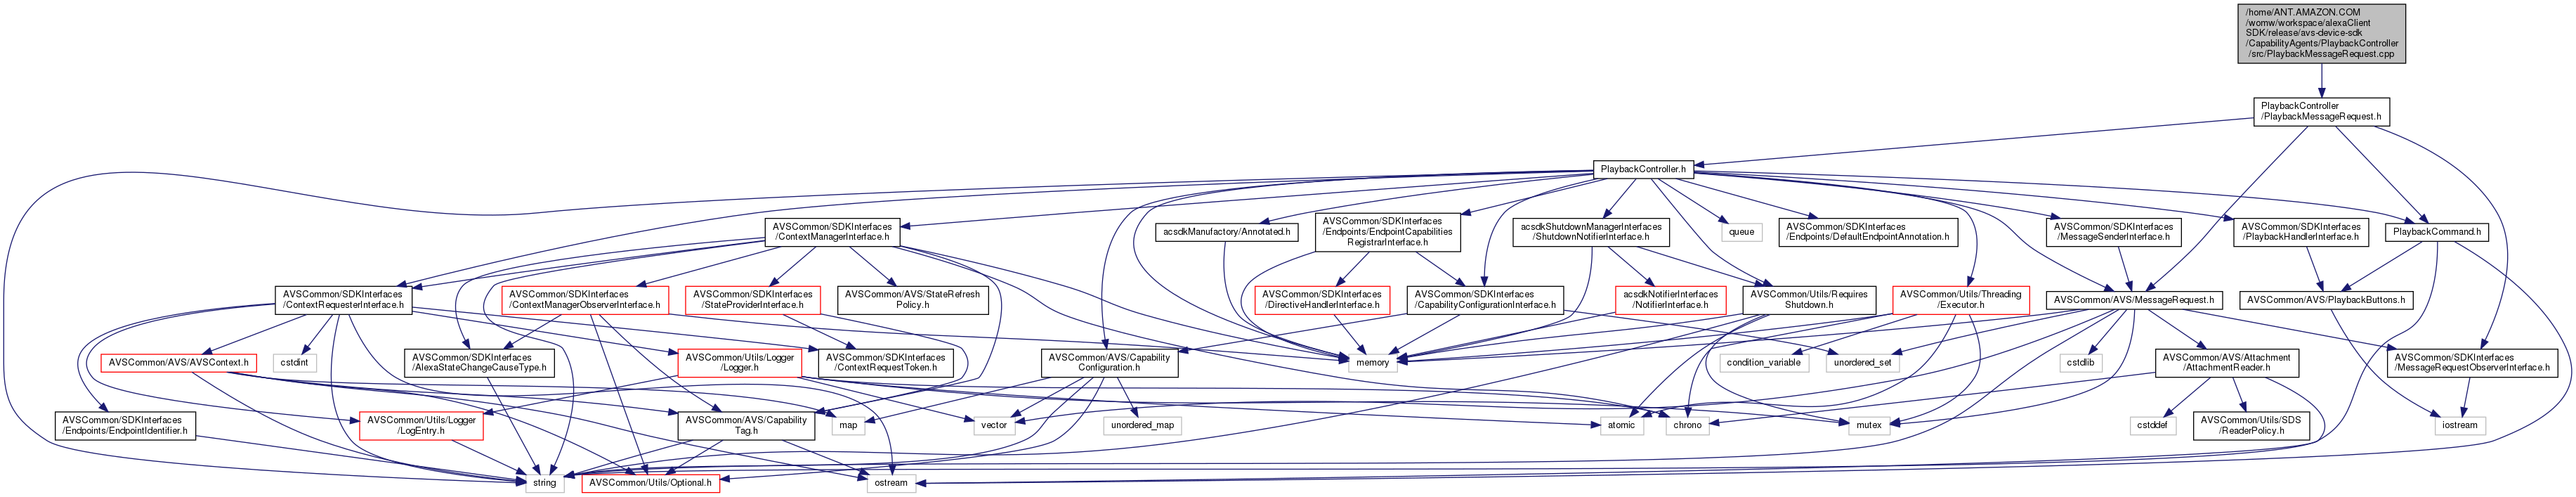 /home/ANT.AMAZON.COM
/womw/workspace/alexaClient
SDK/release/avs-device-sdk
/CapabilityAgents/PlaybackController
/src/PlaybackMessageRequest.cpp
PlaybackController
/PlaybackMessageRequest.h
PlaybackController.h
AVSCommon/SDKInterfaces
/ContextManagerInterface.h
acsdkManufactory/Annotated.h
AVSCommon/SDKInterfaces
/Endpoints/EndpointCapabilities
RegistrarInterface.h
acsdkShutdownManagerInterfaces
/ShutdownNotifierInterface.h
queue
AVSCommon/SDKInterfaces
/Endpoints/DefaultEndpointAnnotation.h
AVSCommon/SDKInterfaces
/MessageSenderInterface.h
AVSCommon/SDKInterfaces
/PlaybackHandlerInterface.h
PlaybackCommand.h
AVSCommon/SDKInterfaces
/ContextRequesterInterface.h
AVSCommon/SDKInterfaces
/ContextManagerObserverInterface.h
AVSCommon/SDKInterfaces
/StateProviderInterface.h
AVSCommon/AVS/StateRefresh
Policy.h
AVSCommon/SDKInterfaces
/DirectiveHandlerInterface.h
AVSCommon/SDKInterfaces
/CapabilityConfigurationInterface.h
acsdkNotifierInterfaces
/NotifierInterface.h
AVSCommon/Utils/Requires
Shutdown.h
AVSCommon/Utils/Threading
/Executor.h
AVSCommon/AVS/MessageRequest.h
AVSCommon/AVS/PlaybackButtons.h
AVSCommon/AVS/AVSContext.h
cstdint
AVSCommon/SDKInterfaces
/AlexaStateChangeCauseType.h
AVSCommon/Utils/Logger
/Logger.h
AVSCommon/SDKInterfaces
/ContextRequestToken.h
AVSCommon/AVS/Capability
Configuration.h
memory
condition_variable
unordered_set
cstdlib
AVSCommon/AVS/Attachment
/AttachmentReader.h
AVSCommon/SDKInterfaces
/MessageRequestObserverInterface.h
AVSCommon/SDKInterfaces
/Endpoints/EndpointIdentifier.h
AVSCommon/Utils/Logger
/LogEntry.h
AVSCommon/AVS/Capability
Tag.h
map
vector
unordered_map
atomic
chrono
mutex
cstddef
AVSCommon/Utils/SDS
/ReaderPolicy.h
iostream
string
AVSCommon/Utils/Optional.h
ostream